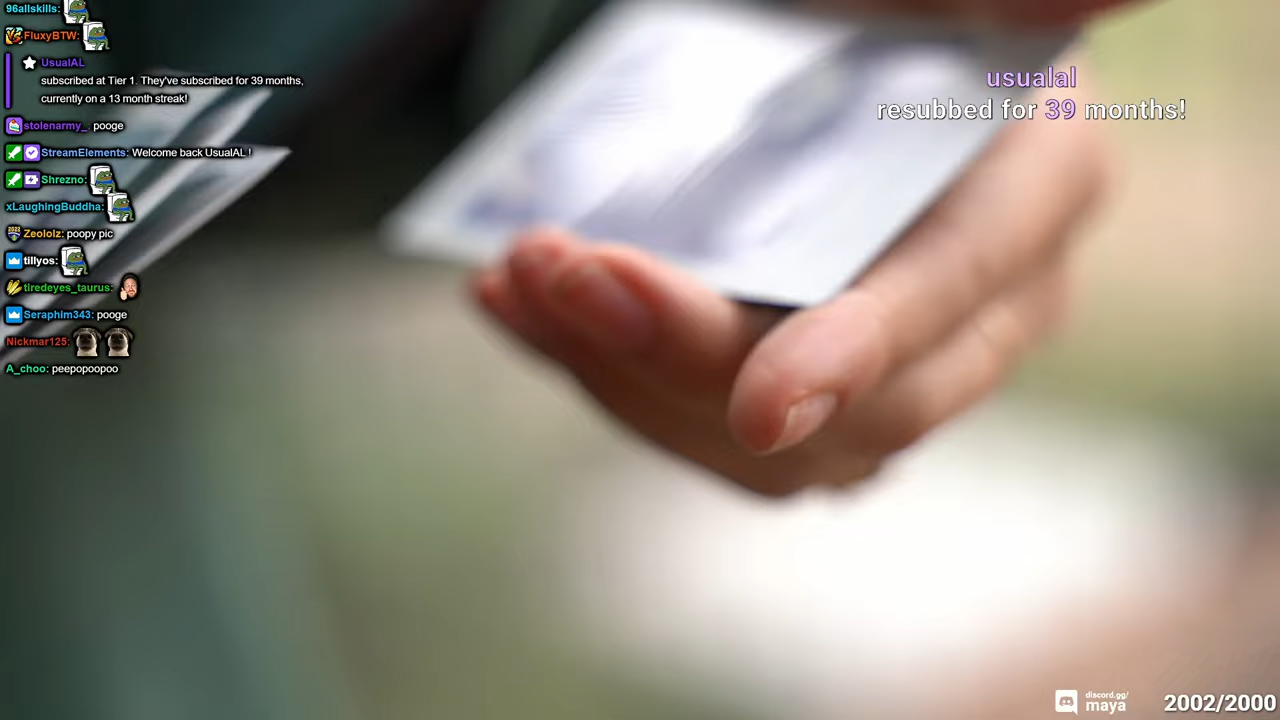 96allskills:
FluxyBTW:
UsualAL
subscribed at Tier 1. They've subscribed for 39 months,
currently on a 13 month streak!
stolenarmy_: pooge
StreamElements: Welcome back UsualAL !
Shrezno:
xLaughingBuddha:
Zeololz: poopy pic
tillyos:
tiredeyes_taurus:
Seraphim343: pooge
Nickmar125:
A_choo: peepopoopoo
usualal
resubbed for 39 months!
discord.gg/
maya
2002/2000